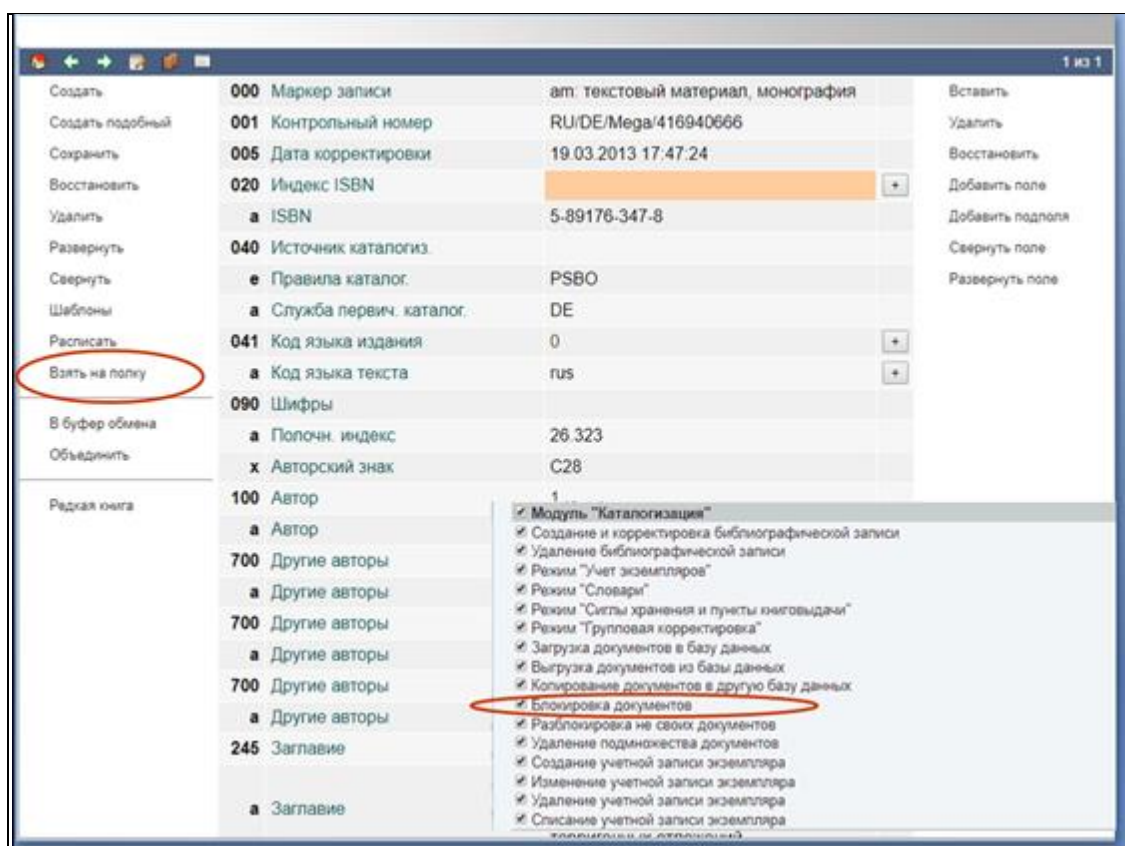 1 из 1
Создать
Создать подобный
Сохранить
Восстановить
Удалить
Развернуть
Свернуть
Шаблоны
Расписать
Взять на полку
В буфер обмена
Объединить
Редкая книга
000 Маркер записи am: текстовый материал, монография
001 Контрольный номер RU/DE/Mega/416940666
005 Дата корректировки 19.03.2013 17:47:24
020 Индекс ISBN +
a ISBN 5-89176-347-8
040 Источник каталогиз.
e Правила каталог. PSBO
a Служба первич. каталог. DE
041 Код языка издания 0 +
a Код языка текста rus +
090 Шифры
a Полочн. индекс 26.323
x Авторский знак С28
100 Автор 1
a Автор
700 Другие авторы
a Другие авторы
700 Другие авторы
a Другие авторы
700 Другие авторы
a Другие авторы
245 Заглавие
a Заглавие
Вставить
Удалить
Восстановить
Добавить поле
Добавить подполя
Свернуть поле
Развернуть поле
Модуль "Каталогизация"
Создание и корректировка библиографической записи
Удаление библиографической записи
Режим "Учет экземпляров"
Режим "Словари"
Режим "Сиглы хранения и пункты книговыдачи"
Режим "Групповая корректировка"
Загрузка документов в базу данных
Выгрузка документов из базы данных
Копирование документов в другую базу данных
Блокировка документов
Разблокировка не своих документов
Удаление подмножества документов
Создание учетной записи экземпляра
Изменение учетной записи экземпляра
Удаление учетной записи экземпляра
Списание учетной записи экземпляра
терригенных отложений